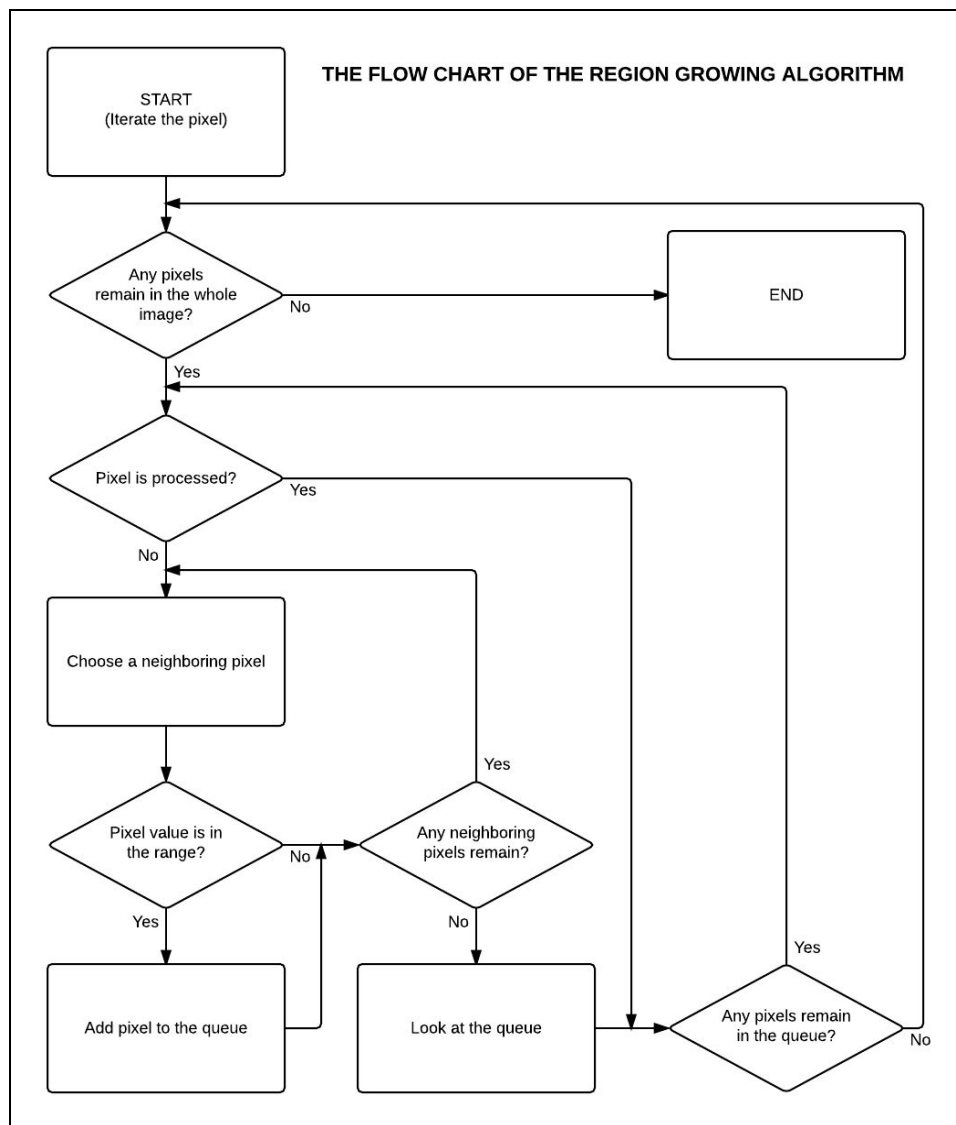 THE FLOW CHART OF THE REGION GROWING ALGORITHM
START
(Iterate the pixel)
Any pixels
remain in the whole
image?
No
END
Yes
Pixel is processed?
Yes
No
Choose a neighboring pixel
Yes
Pixel value is in
the range?
No
Any neighboring
pixels remain?
Yes
No
Yes
Add pixel to the queue
Look at the queue
Any pixels remain
in the queue?
No